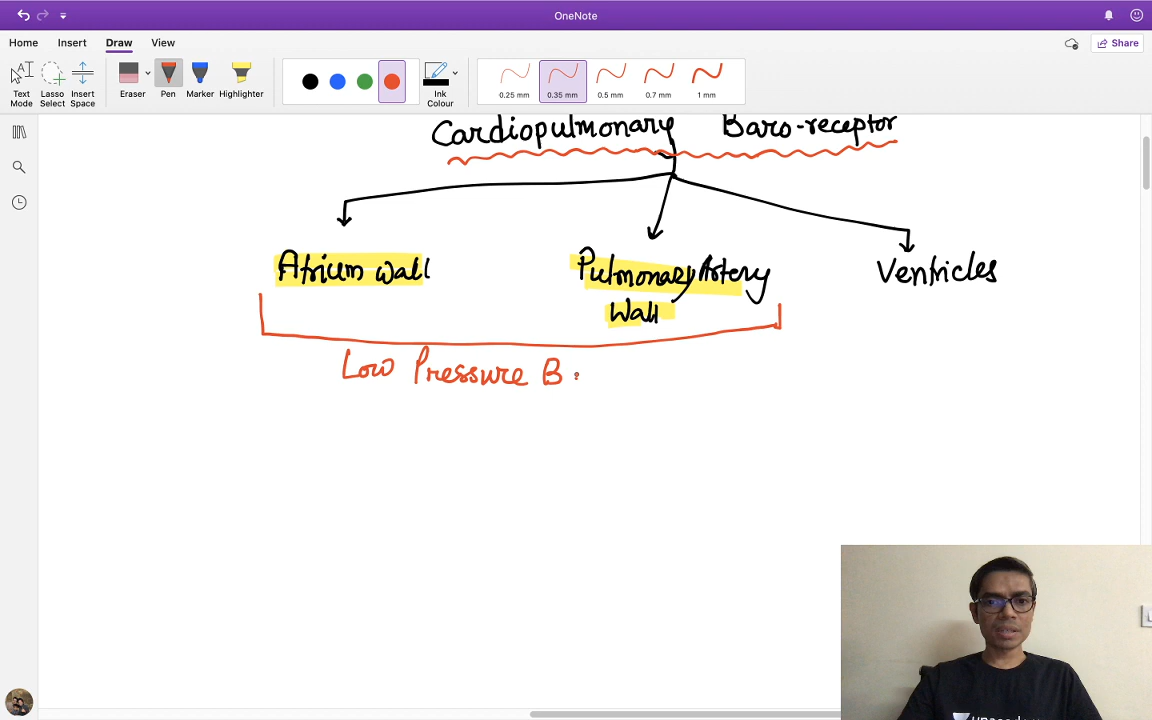 OneNote
Home Insert Draw View
Share
Text Mode
Lasso Select
Insert Space
Eraser
Pen
Marker
Highlighter
Ink Colour
0.25 mm
0.35 mm
0.5 mm
0.7 mm
1 mm
Cardiopulmonary Baro-receptor
Atrium wall
Pulmonary Artery
Wall
Ventricles
Low Pressure B